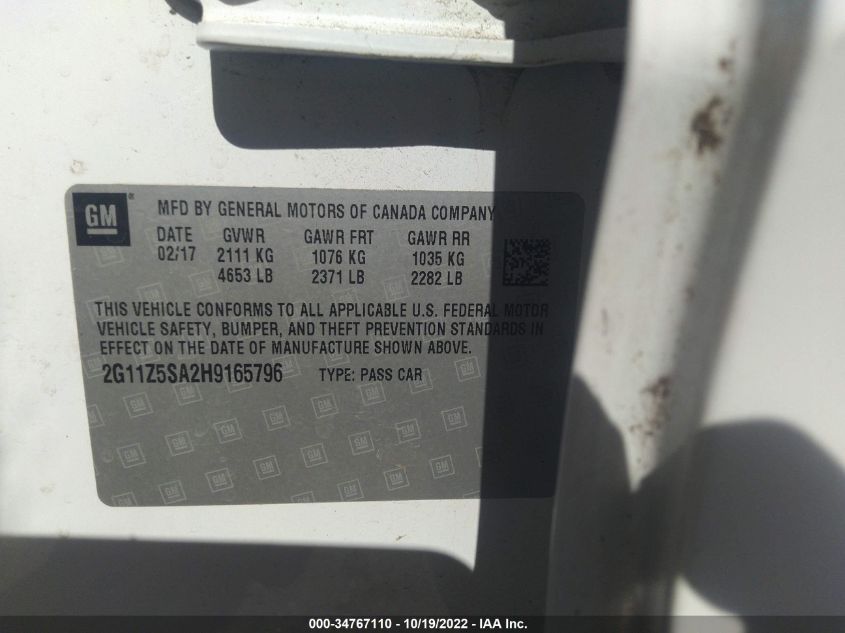 GM ® MFD BY GENERAL MOTORS OF CANADA COMPANY
DATE GVWR GAWR FRT GAWR RR
02/17 2111 KG 1076 KG 1035 KG
4653 LB 2371 LB 2282 LB
THIS VEHICLE CONFORMS TO ALL APPLICABLE U.S. FEDERAL MOTOR
VEHICLE SAFETY, BUMPER, AND THEFT PREVENTION STANDARDS IN
EFFECT ON THE DATE OF MANUFACTURE SHOWN ABOVE.
2G11Z5SA2H9165796 TYPE: PASS CAR
000-34767110 - 10/19/2022 - IAA Inc.